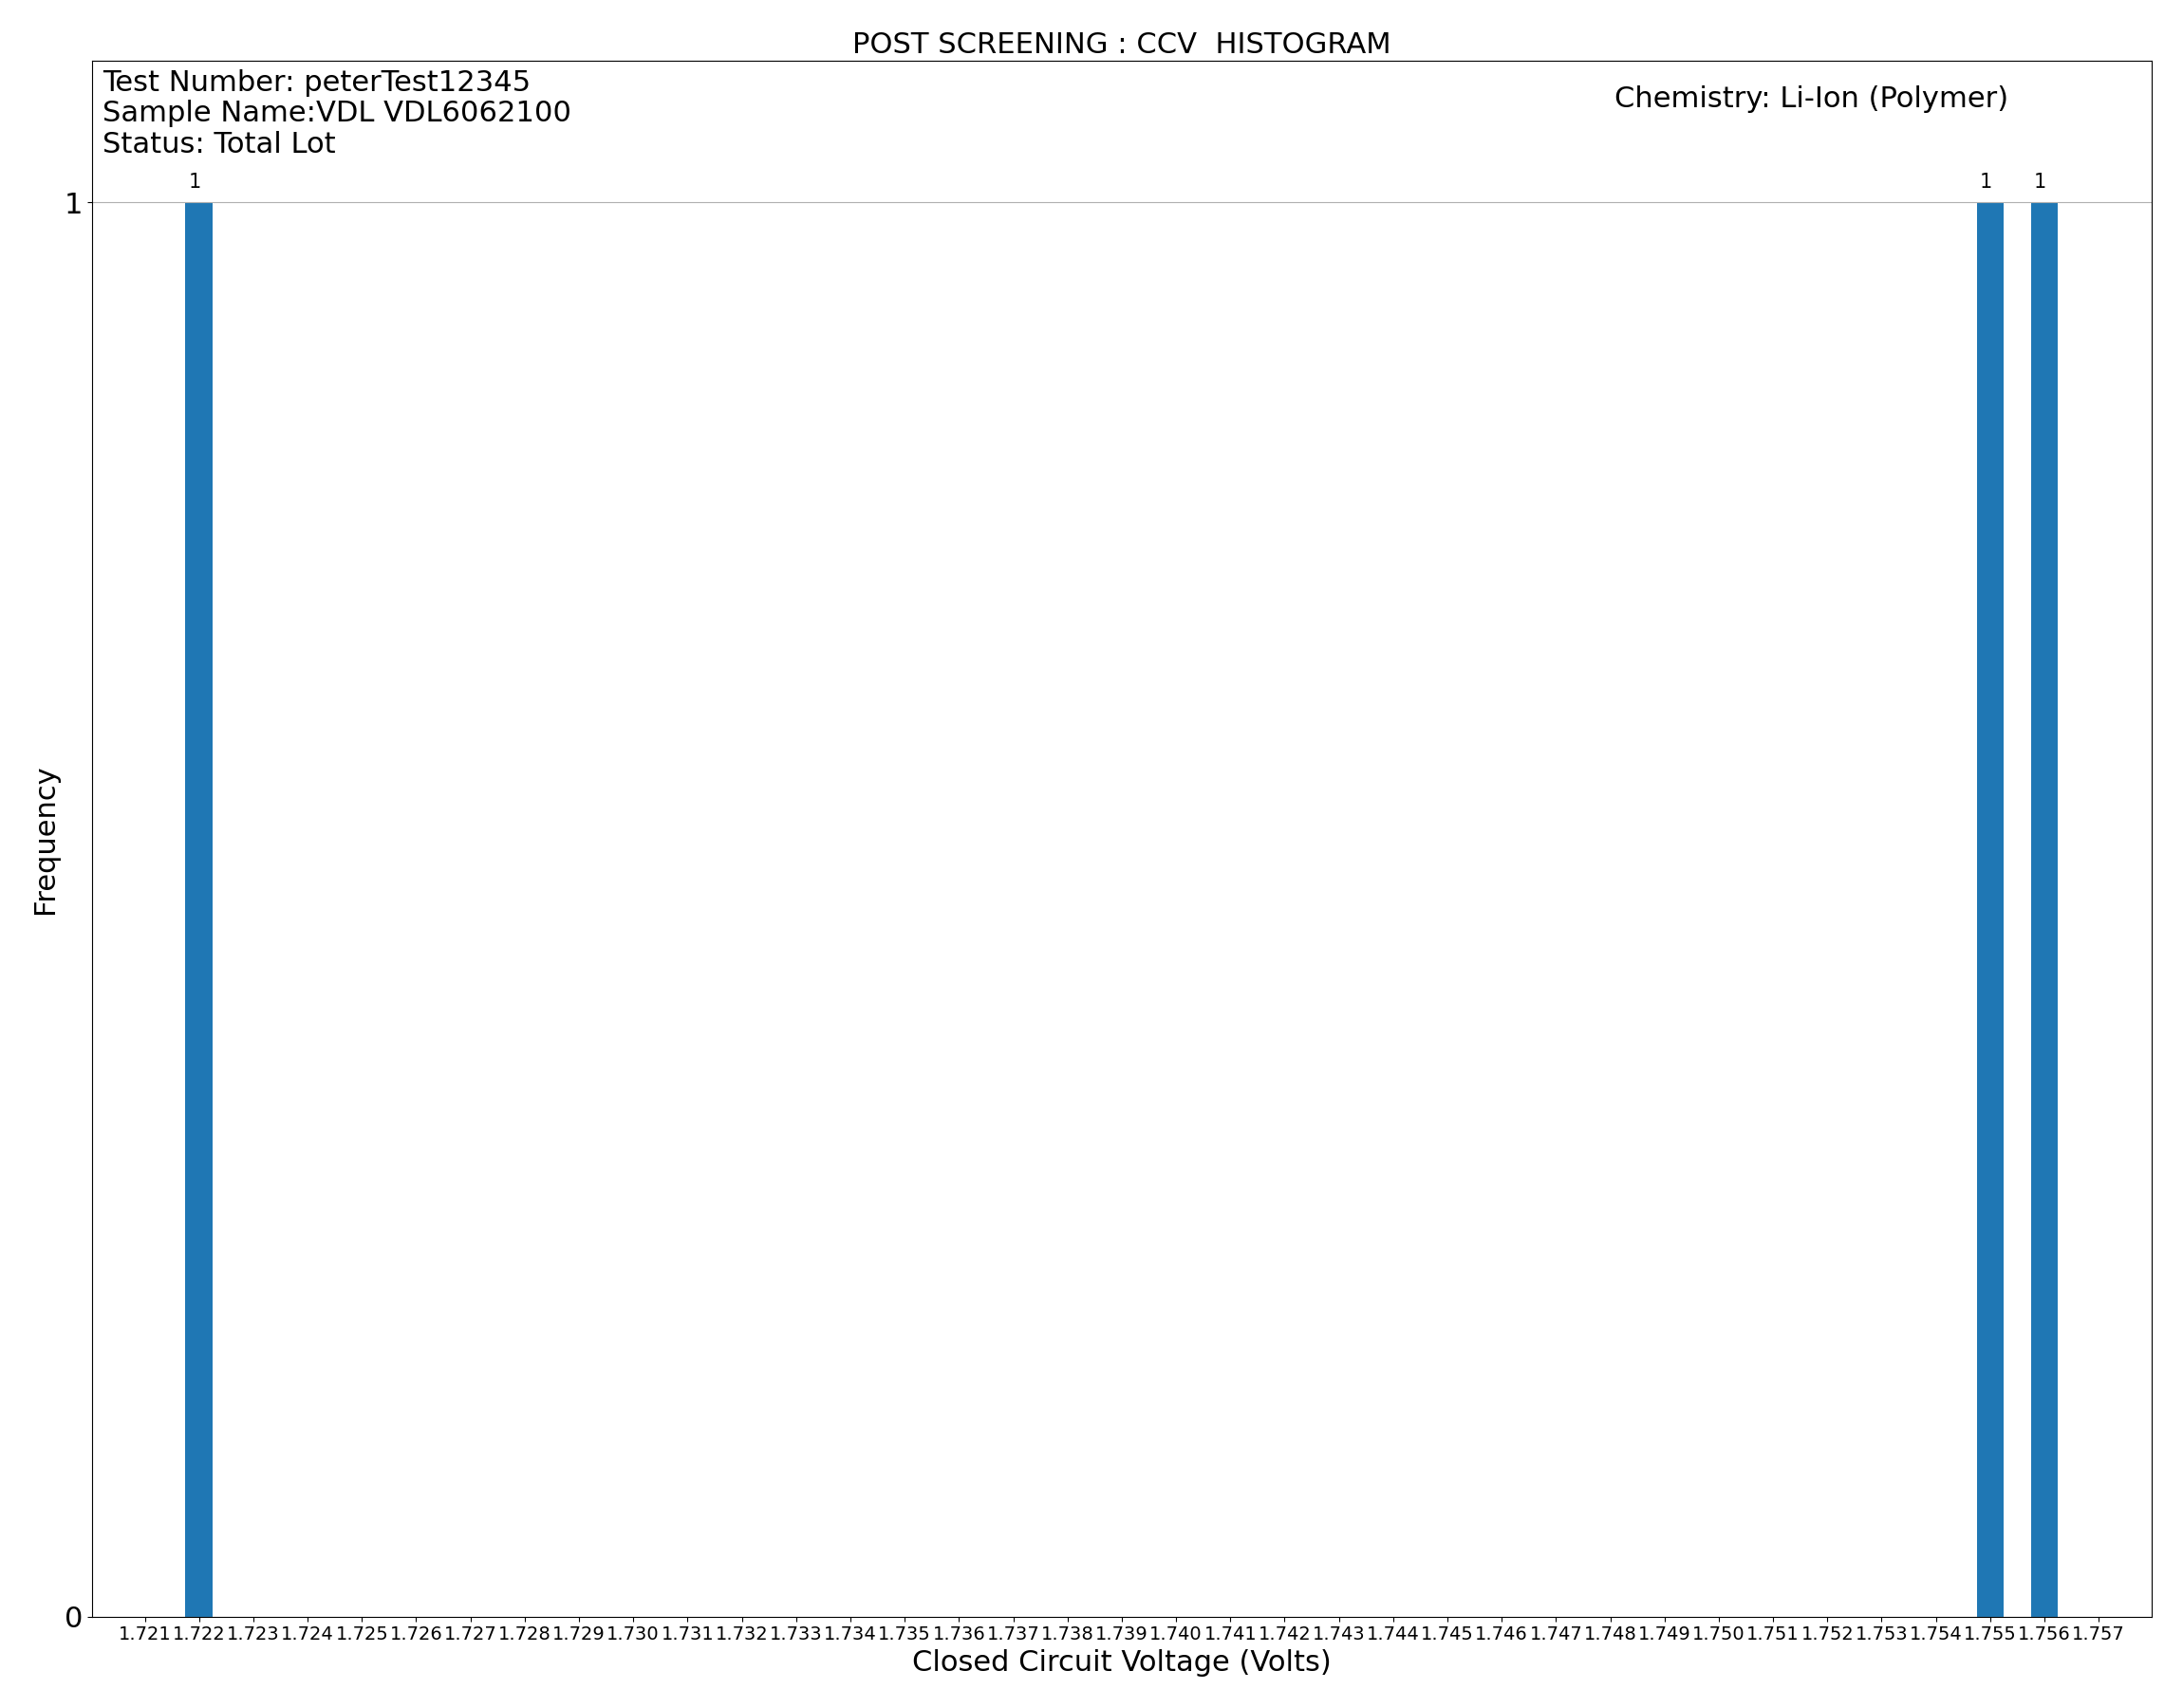 POST SCREENING : CCV  HISTOGRAM
Test Number: peterTest12345
Sample Name:VDL VDL6062100
Status: Total Lot
Chemistry: Li-Ion (Polymer)
1 1 1
1
Frequency
0
1.721 1.722 1.723 1.724 1.725 1.726 1.727 1.728 1.729 1.730 1.731 1.732 1.733 1.734 1.735 1.736 1.737 1.738 1.739 1.740 1.741 1.742 1.743 1.744 1.745 1.746 1.747 1.748 1.749 1.750 1.751 1.752 1.753 1.754 1.755 1.756 1.757
Closed Circuit Voltage (Volts)